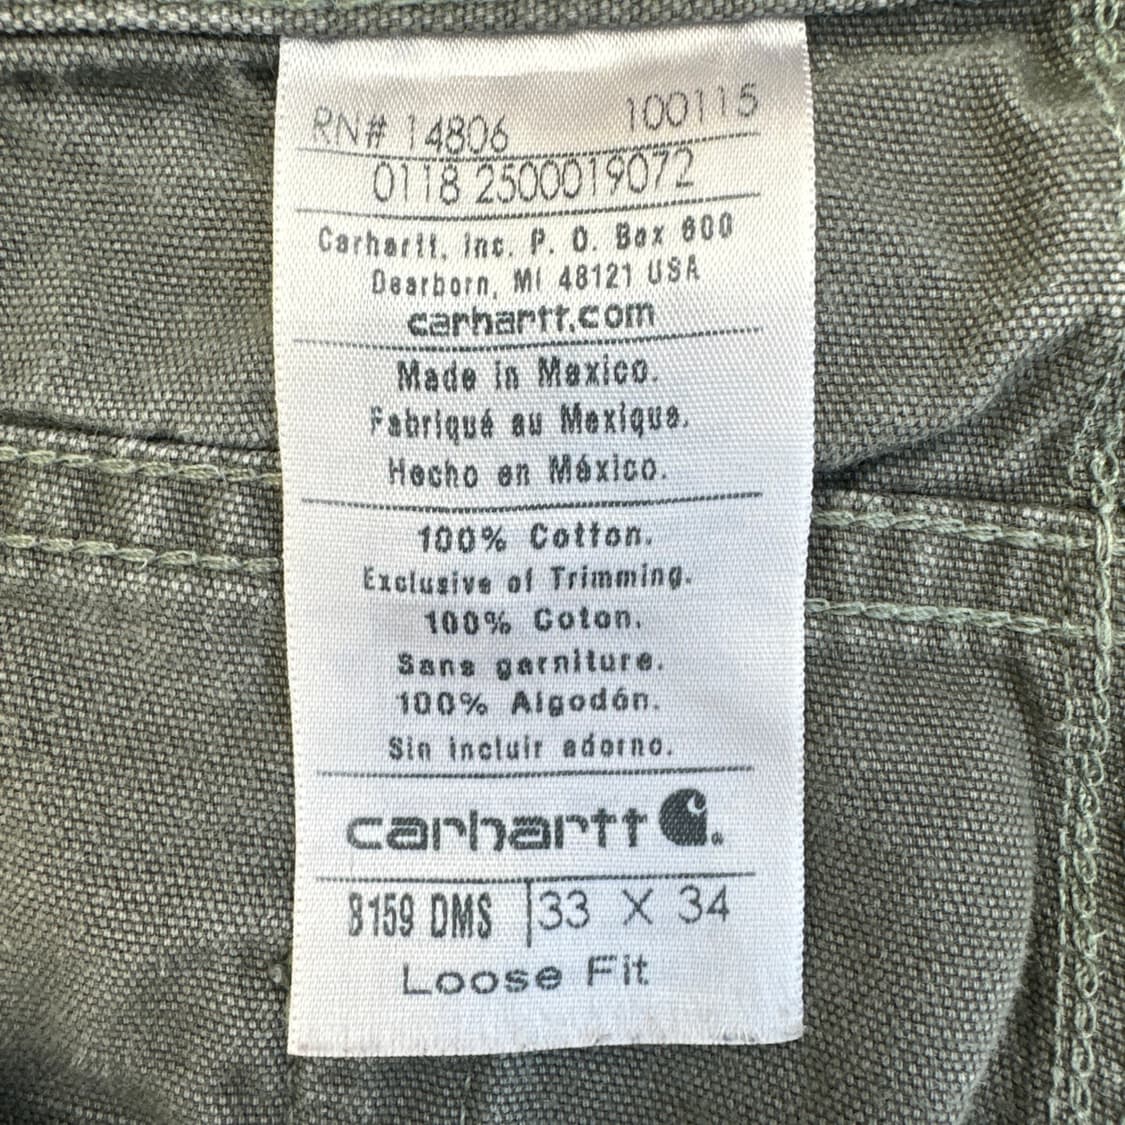 RN# 14806 100115
0118 2500019072
Carhartt, Inc. P. O. Box 600
Dearborn, MI 48121 USA
carhartt.com
Made in Mexico.
Fabriqué au Mexique.
Hecho en México.
100% Cotton.
Exclusive of Trimming.
100% Coton.
Sans garniture.
100% Algodón.
Sin incluir adorno.
carhartt
8159 DMS 33 X 34
Loose Fit